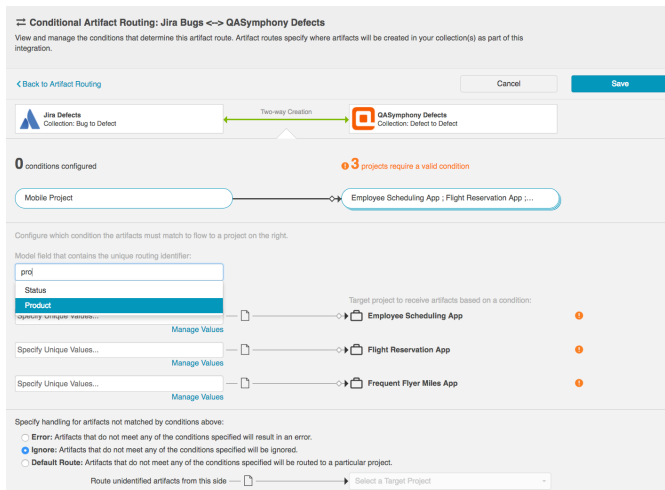 Conditional Artifact Routing: Jira Bugs <--> QASymphony Defects
View and manage the conditions that determine this artifact route. Artifact routes specify where artifacts will be created in your collection(s) as part of this
integration.
Back to Artifact Routing
Cancel
Save
Jira Defects
Collection: Bug to Defect
Two-way Creation
QASymphony Defects
Collection: Defect to Defect
0 conditions configured
3 projects require a valid condition
Mobile Project
Employee Scheduling App ; Flight Reservation App ;...
Configure which condition the artifacts must match to flow to a project on the right.
Model field that contains the unique routing identifier:
pro
Status
Product
Target project to receive artifacts based on a condition:
Specify Unique Values...
Employee Scheduling App
Manage Values
Specify Unique Values...
Flight Reservation App
Manage Values
Specify Unique Values...
Frequent Flyer Miles App
Manage Values
Specify handling for artifacts not matched by conditions above:
Error: Artifacts that do not meet any of the conditions specified will result in an error.
Ignore: Artifacts that do not meet any of the conditions specified will be ignored.
Default Route: Artifacts that do not meet any of the conditions specified will be routed to a particular project.
Route unidentified artifacts from this side
Select a Target Project